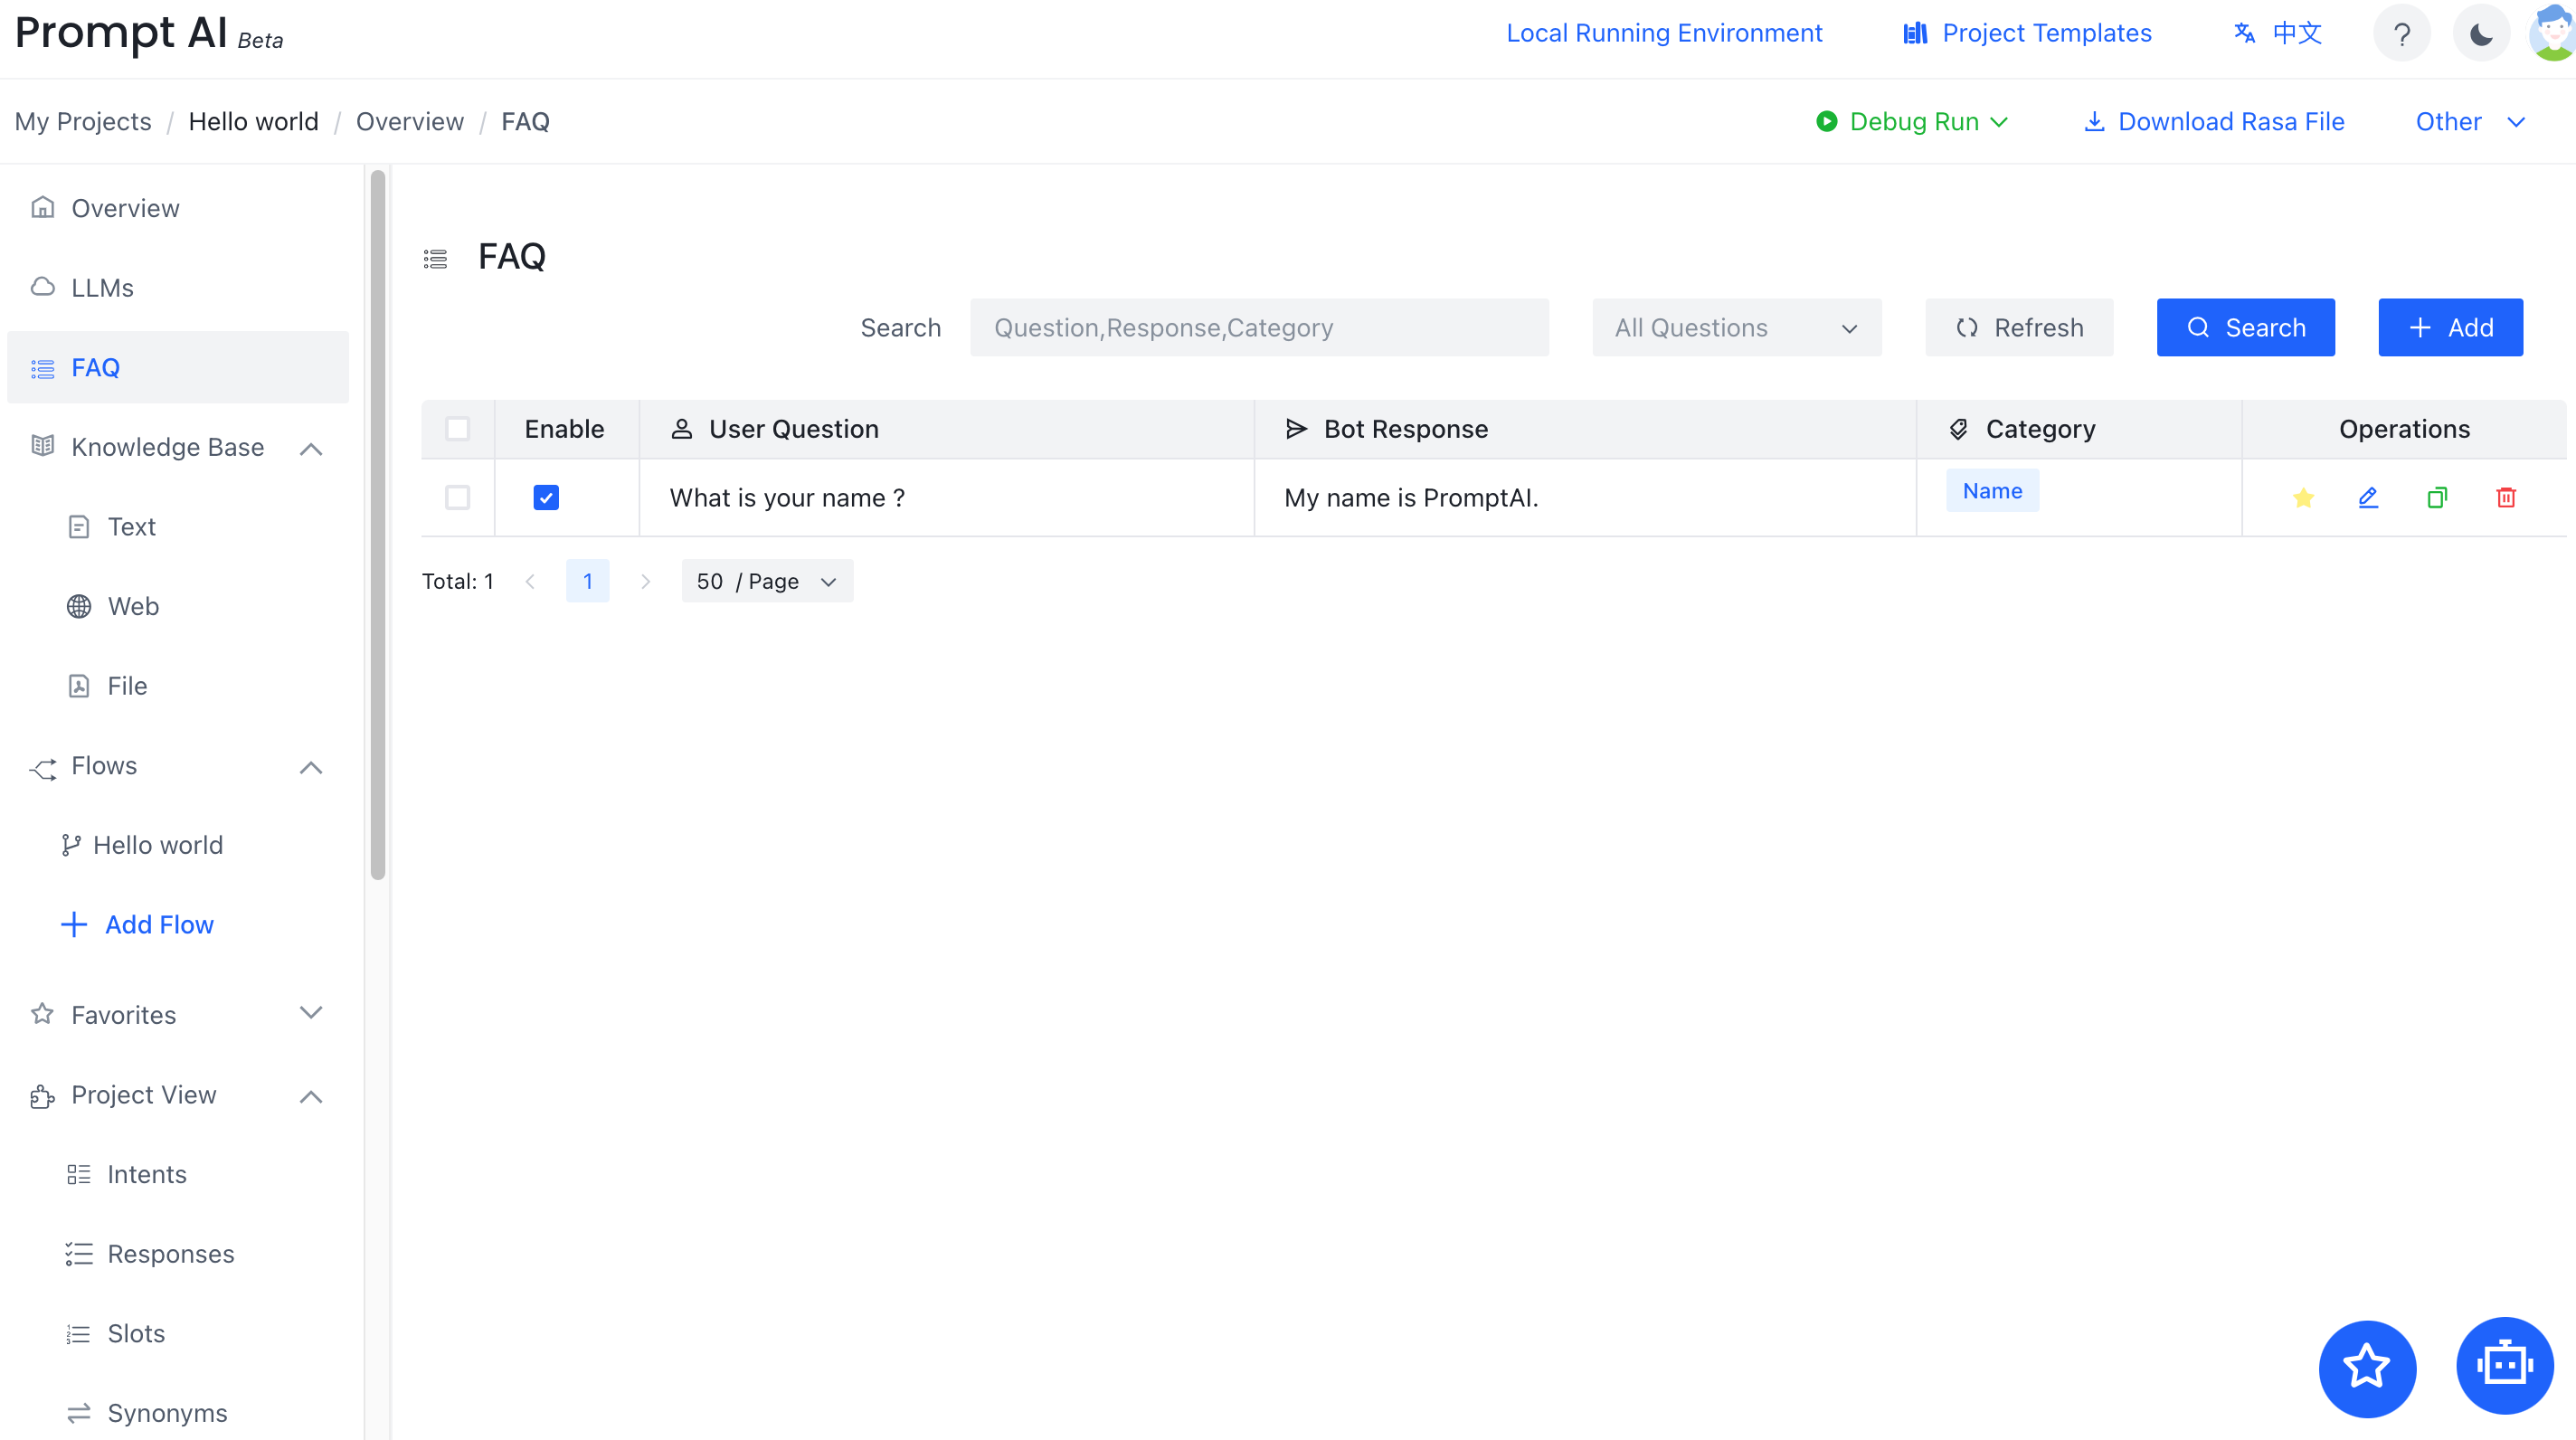 Prompt AI Beta
Local Running Environment
Project Templates
中文
?
My Projects / Hello world / Overview / FAQ
Debug Run
Download Rasa File
Other
Overview
LLMs
FAQ
Knowledge Base
Text
Web
File
Flows
Hello world
Add Flow
Favorites
Project View
Intents
Responses
Slots
Synonyms
FAQ
Search
Question,Response,Category
All Questions
Refresh
Search
Add
Enable User Question Bot Response Category Operations
What is your name ? My name is PromptAI. Name
Total: 1 1 50 / Page